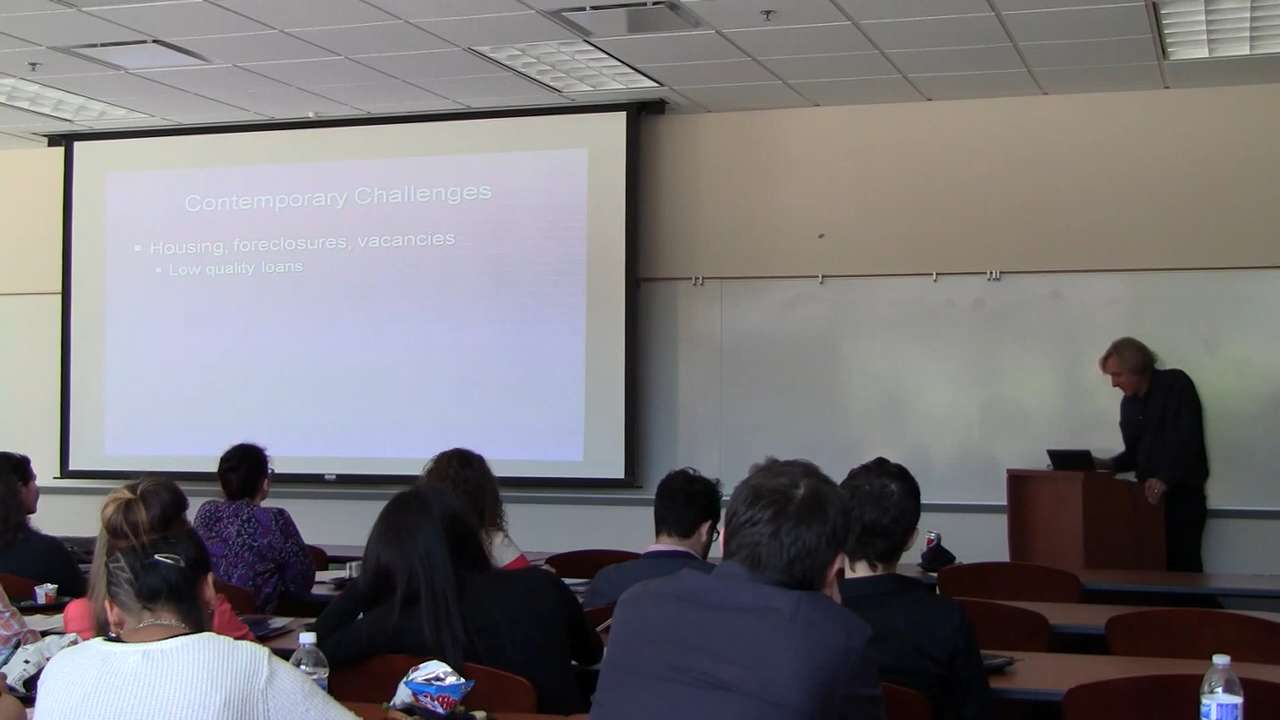 Contemporary Challenges
▪ Housing, foreclosures, vacancies
▪ Low quality loans